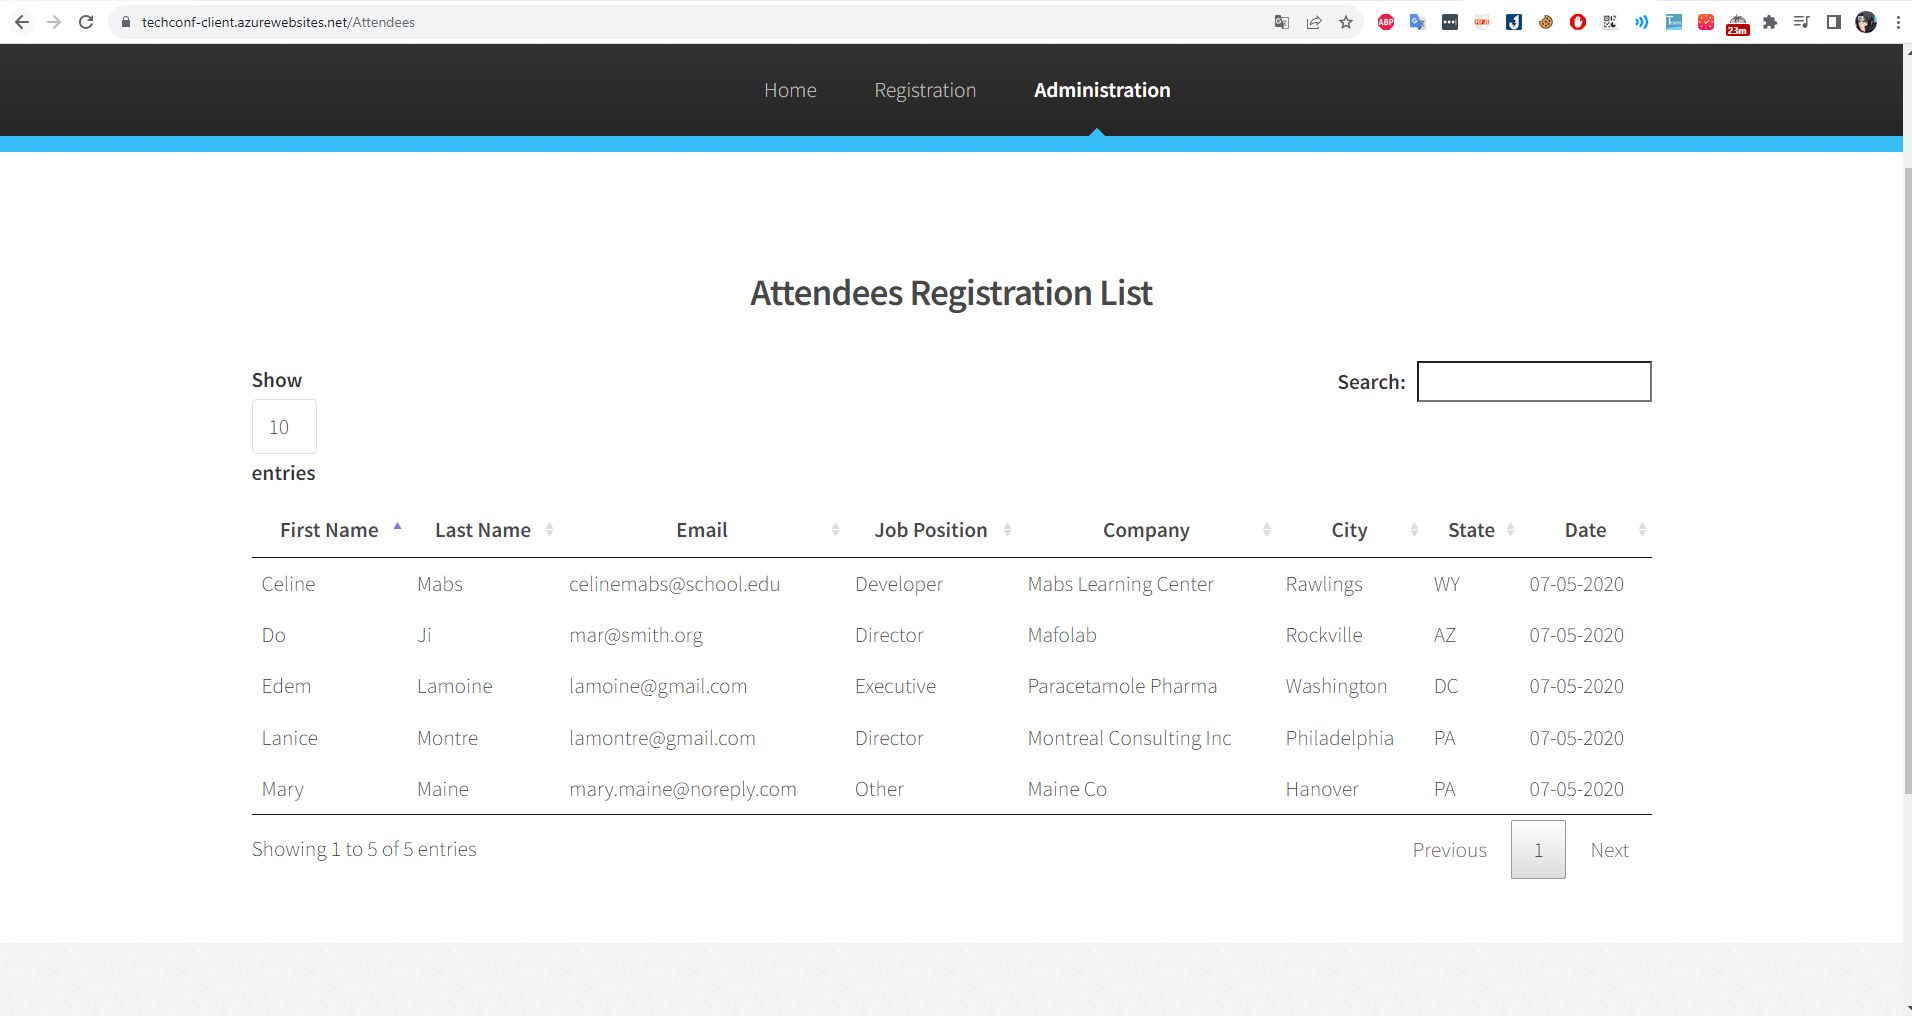 techconf-client.azurewebsites.net/Attendees
ABP
23m
Home Registration Administration
Attendees Registration List
Show
Search:
10
entries
First Name Last Name Email Job Position Company City State Date
Celine Mabs celinemabs@school.edu Developer Mabs Learning Center Rawlings WY 07-05-2020
Do Ji mar@smith.org Director Mafolab Rockville AZ 07-05-2020
Edem Lamoine lamoine@gmail.com Executive Paracetamole Pharma Washington DC 07-05-2020
Lanice Montre lamontre@gmail.com Director Montreal Consulting Inc Philadelphia PA 07-05-2020
Mary Maine mary.maine@noreply.com Other Maine Co Hanover PA 07-05-2020
Showing 1 to 5 of 5 entries
Previous 1 Next